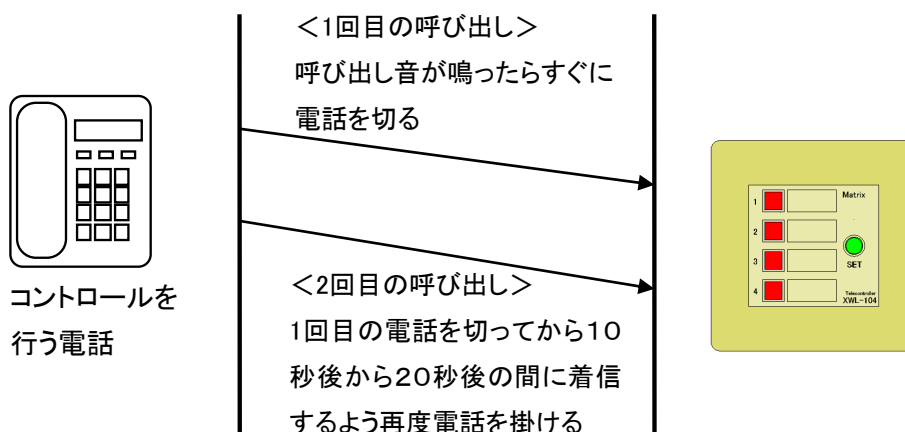 <1回目の呼び出し>
呼び出し音が鳴ったらすぐに
電話を切る
コントロールを
行う電話
<2回目の呼び出し>
1回目の電話を切ってから10
秒後から20秒後の間に着信
するよう再度電話を掛ける
Matrix
1
2
3
4
SET
Telecontroller
XWL-104